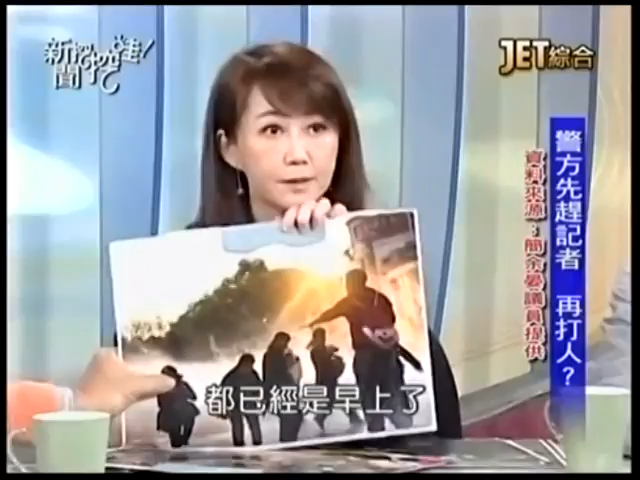 新聞挖挖哇!
JET綜合
警方先趕記者 再打人?
資料來源:簡余晏議員提供
都已經是早上了